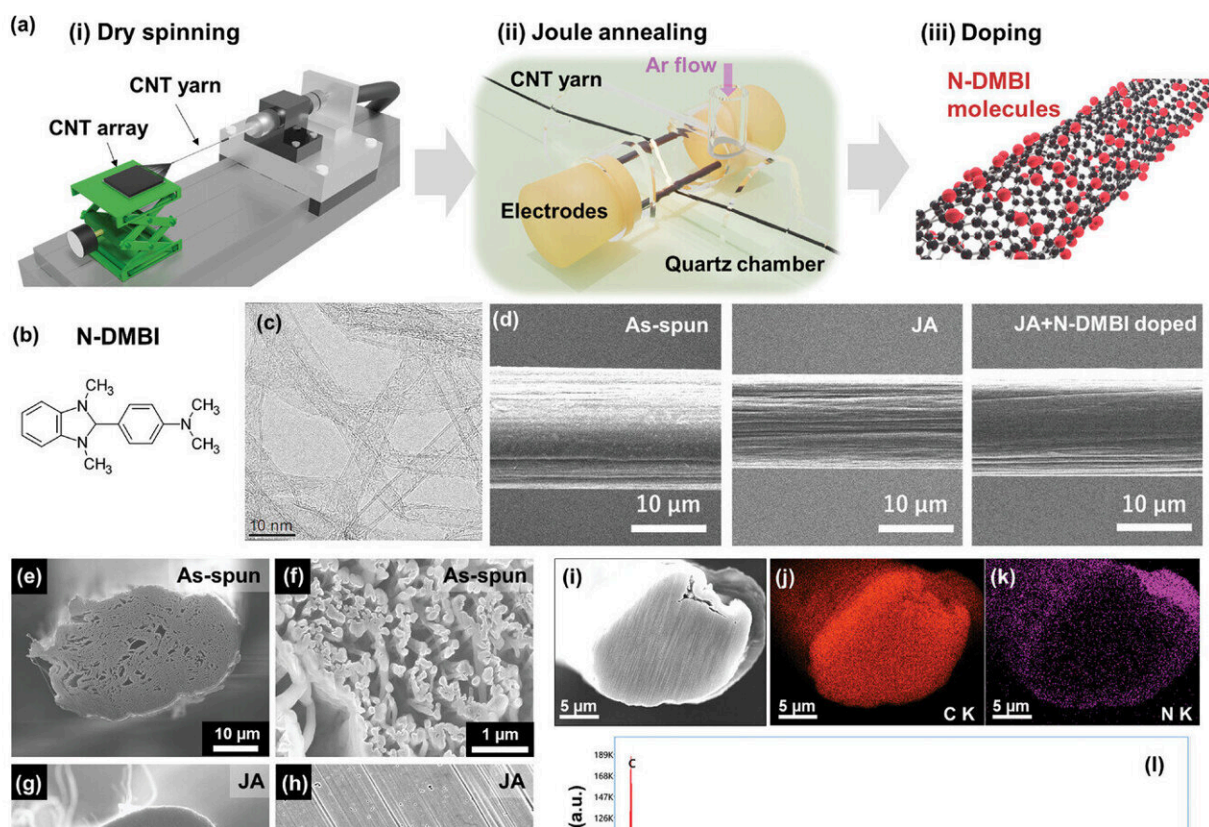 (a)
(i) Dry spinning
(ii) Joule annealing
(iii) Doping
CNT yarn
CNT array
CNT yarn
Ar flow
Electrodes
Quartz chamber
N-DMBI
molecules
(b)
N-DMBI
CH3
N
N
CH3
N
CH3
CH3
(c)
10 nm
(d)
As-spun
10 µm
JA
10 µm
JA+N-DMBI doped
10 µm
(e)
As-spun
10 µm
(f)
As-spun
1 µm
(g)
JA
(h)
JA
(i)
5 µm
(j)
5 µm
C K
(k)
5 µm
N K
(l)
189K
168K
147K
126K
C
(a.u.)